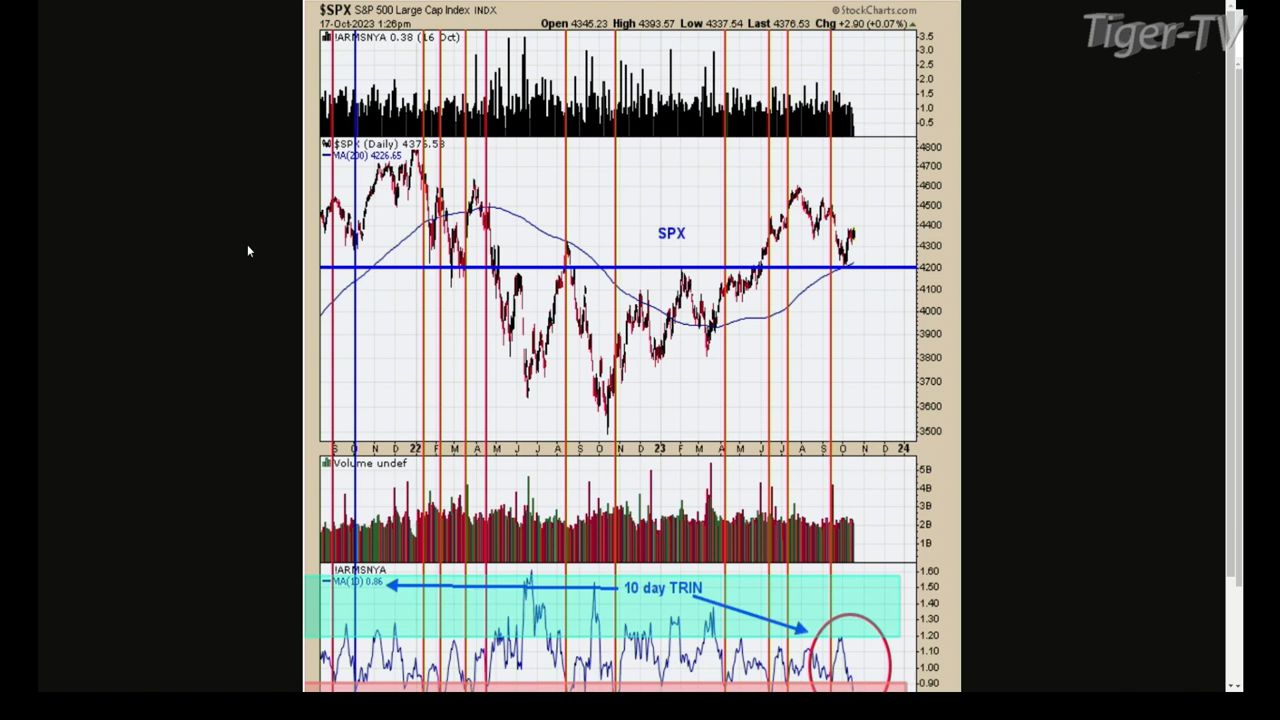 $SPX S&P 500 Large Cap Index INDX
© StockCharts.com
Tiger-TV
17-Oct-2023 1:26pm
Open 4345.23 High 4393.57 Low 4337.54 Last 4376.53 Chg +2.90 (+0.07%)
!ARMSNYA 0.38 (16 Oct)
3.5
3.0
2.5
2.0
1.5
1.0
0.5
$SPX (Daily) 4376.53
MA(200) 4226.65
4800
4700
4600
4500
4400
4300
4200
4100
4000
3900
3800
3700
3600
3500
SPX
S O N D 22 F M A M J J A S O N D 23 F M A M J J A S O N D 24
Volume undef
6B
5B
4B
3B
2B
1B
!ARMSNYA
MA(10) 0.86
10 day TRIN
1.60
1.50
1.40
1.30
1.20
1.10
1.00
0.90